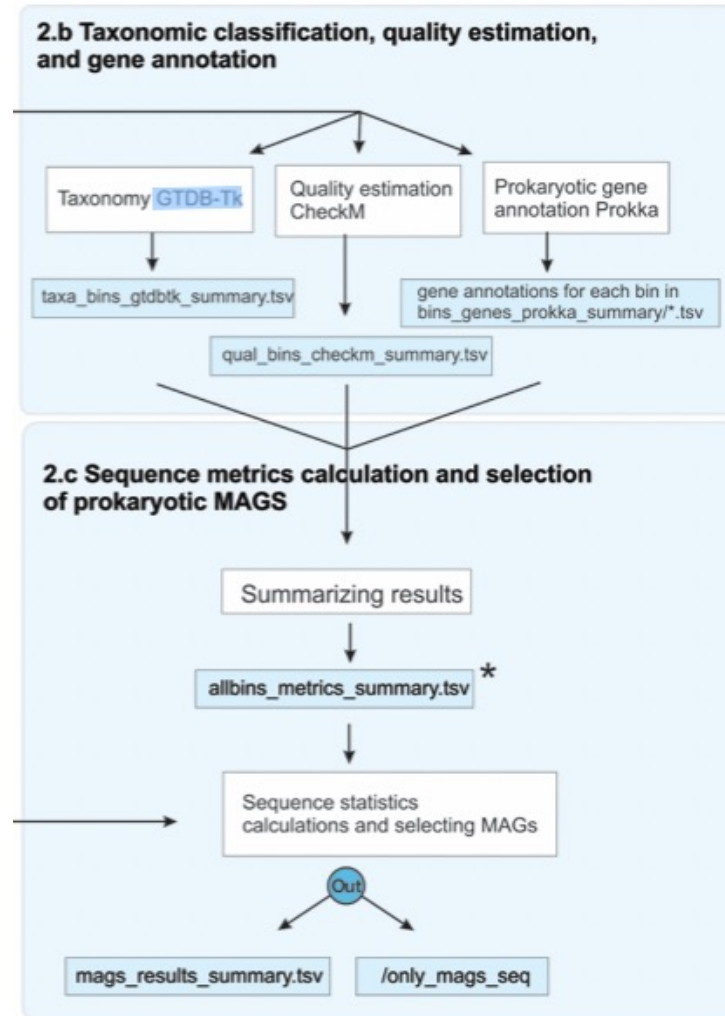 2.b Taxonomic classification, quality estimation,
and gene annotation
Taxonomy GTDB-Tk
Quality estimation
CheckM
Prokaryotic gene
annotation Prokka
taxa_bins_gtdbtk_summary.tsv
gene annotations for each bin in
bins_genes_prokka_summary/*.tsv
qual_bins_checkm_summary.tsv
2.c Sequence metrics calculation and selection
of prokaryotic MAGS
Summarizing results
allbins_metrics_summary.tsv *
Sequence statistics
calculations and selecting MAGs
Out
mags_results_summary.tsv
/only_mags_seq